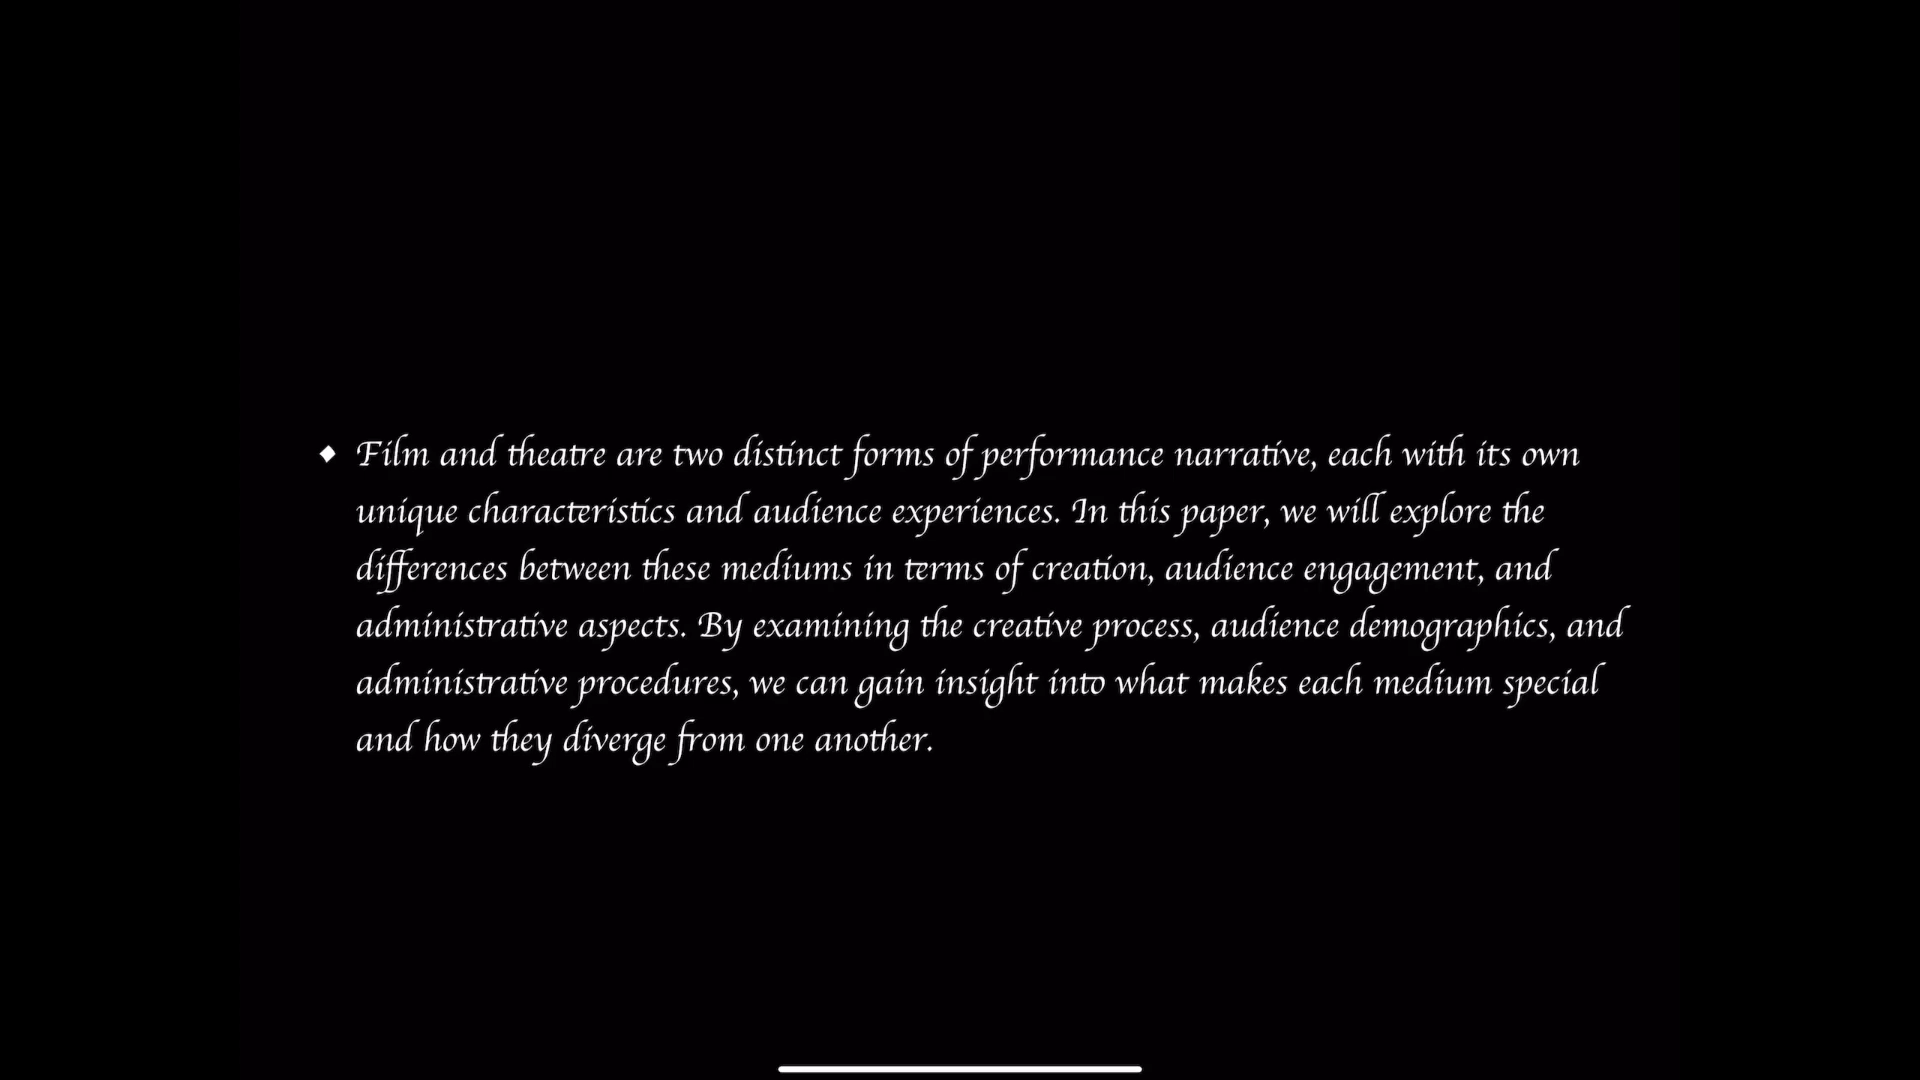 ◆ Film and theatre are two distinct forms of performance narrative, each with its own
unique characteristics and audience experiences. In this paper, we will explore the
differences between these mediums in terms of creation, audience engagement, and
administrative aspects. By examining the creative process, audience demographics, and
administrative procedures, we can gain insight into what makes each medium special
and how they diverge from one another.